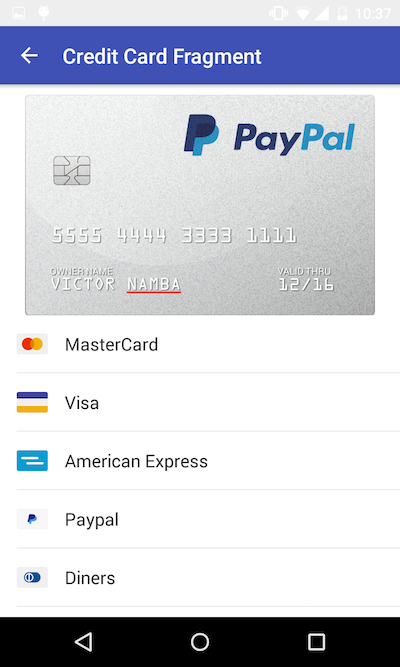 10:37
Credit Card Fragment
PayPal
5555 4444 3333 1111
OWNER NAME
VICTOR NAMBA
VALID THRU
12/16
MasterCard
Visa
American Express
Paypal
Diners